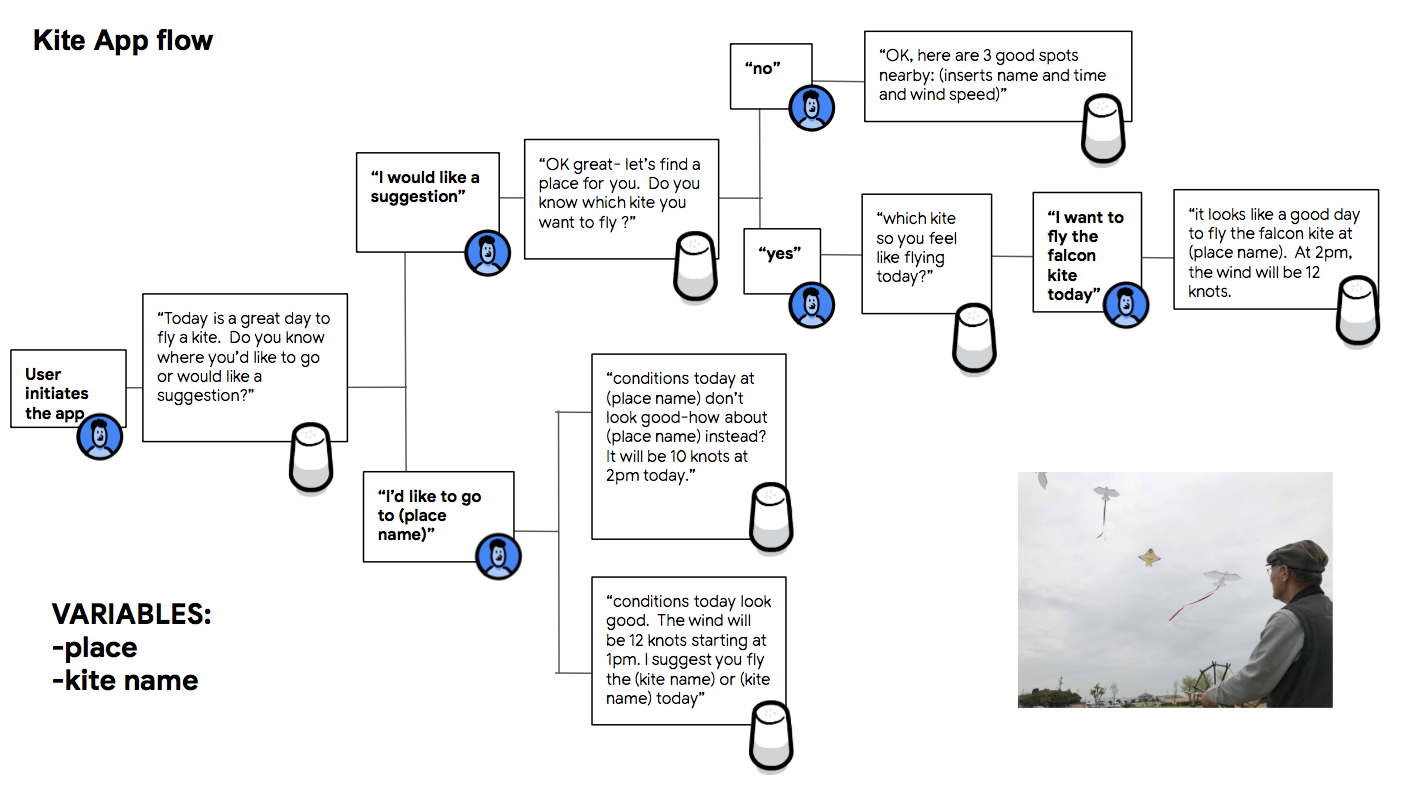 Kite App flow
User
initiates
the app
“Today is a great day to
fly a kite.  Do you know
where you’d like to go
or would like a
suggestion?”
“I would like a
suggestion”
“OK great- let’s find a
place for you.  Do you
know which kite you
want to fly ?”
“no”
“OK, here are 3 good spots
nearby: (inserts name and time
and wind speed)”
“yes”
“which kite
so you feel
like flying
today?”
“I want to
fly the
falcon
kite
today”
“it looks like a good day
to fly the falcon kite at
(place name).  At 2pm,
the wind will be 12
knots.
“I’d like to go
to (place
name)”
“conditions today at
(place name) don’t
look good-how about
(place name) instead?
It will be 10 knots at
2pm today.”
“conditions today look
good.  The wind will
be 12 knots starting at
1pm. I suggest you fly
the (kite name) or (kite
name) today”
VARIABLES:
-place
-kite name